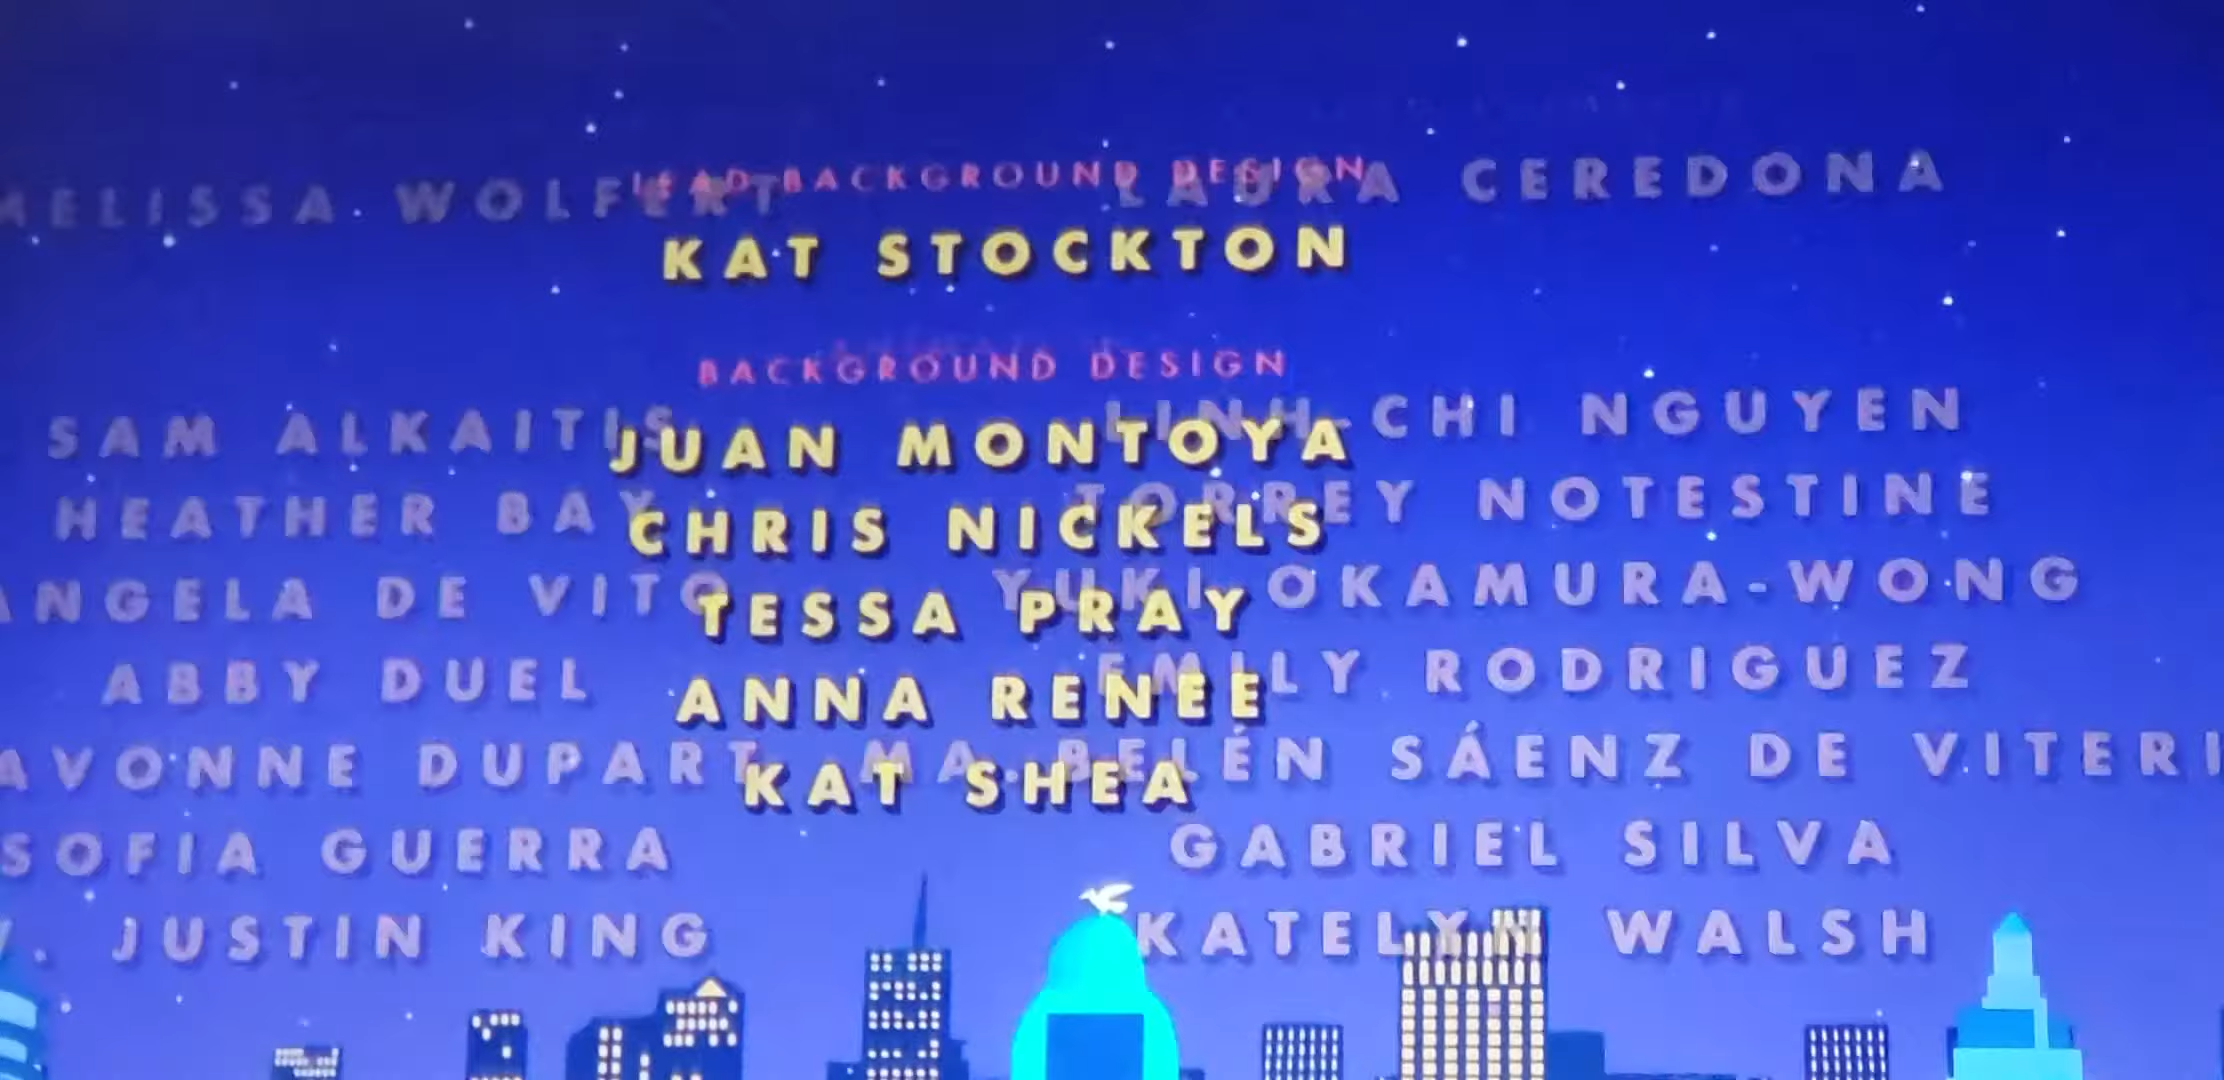 LEAD BACKGROUND DESIGN
KAT STOCKTON
BACKGROUND DESIGN
JUAN MONTOYA
CHRIS NICKELS
TESSA PRAY
ANNA RENEE
KAT SHEA
MELISSA WOLFERT
SAM ALKAITIS
HEATHER BAY
ANGELA DE VITO
ABBY DUEL
AVONNE DUPART
SOFIA GUERRA
. JUSTIN KING
LAURA CEREDONA
LINH-CHI NGUYEN
TORREY NOTESTINE
YUKI OKAMURA-WONG
EMILY RODRIGUEZ
MA. BELÉN SÁENZ DE VITERI
GABRIEL SILVA
KATELYN WALSH